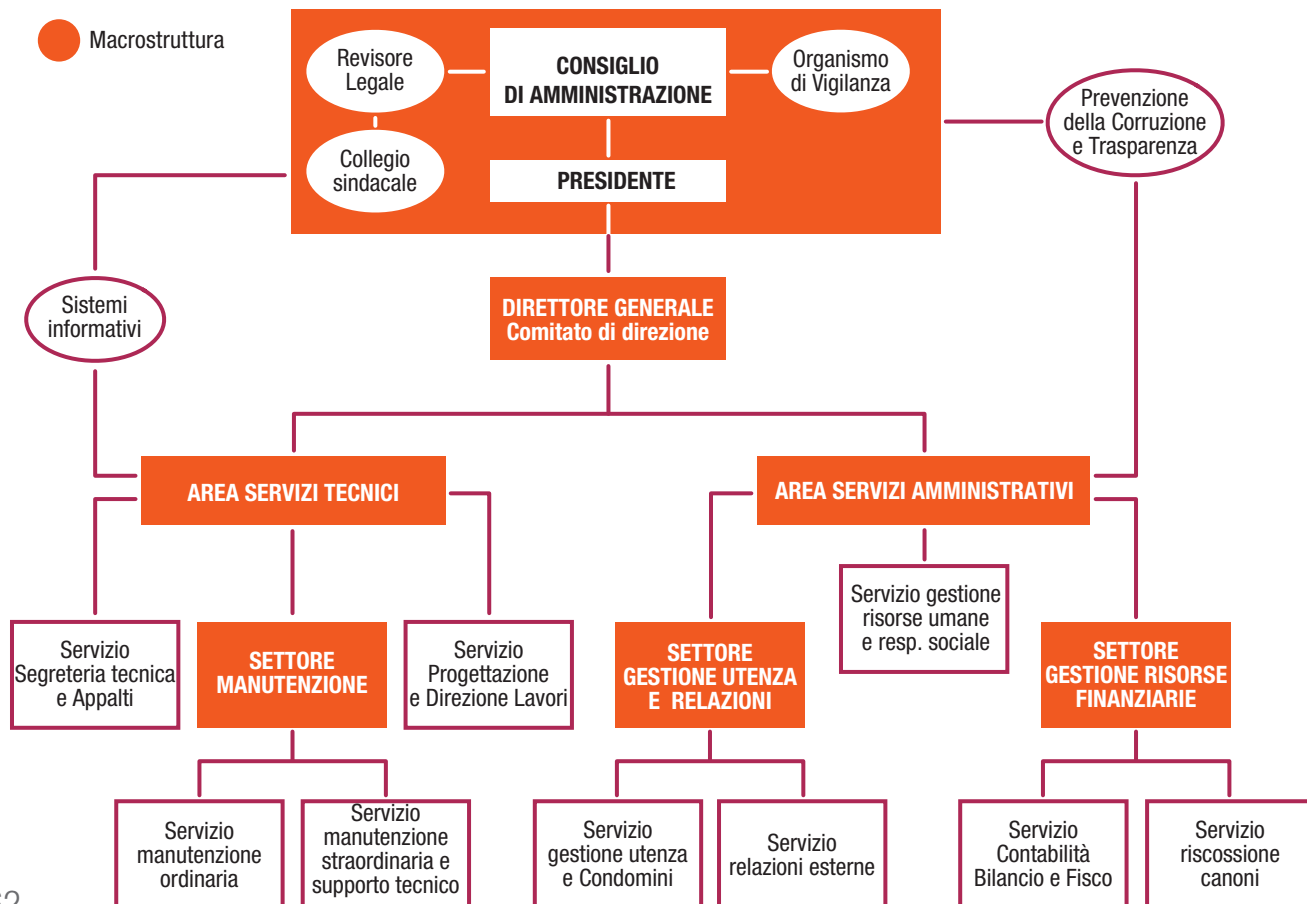 Macrostruttura
Revisore
Legale
CONSIGLIO
DI AMMINISTRAZIONE
Organismo
di Vigilanza
Prevenzione
della Corruzione
e Trasparenza
Collegio
sindacale
PRESIDENTE
Sistemi
informativi
DIRETTORE GENERALE
Comitato di direzione
AREA SERVIZI TECNICI
AREA SERVIZI AMMINISTRATIVI
Servizio
Segreteria tecnica
e Appalti
SETTORE
MANUTENZIONE
Servizio
Progettazione
e Direzione Lavori
SETTORE
GESTIONE UTENZA
E RELAZIONI
Servizio gestione
risorse umane
e resp. sociale
SETTORE
GESTIONE RISORSE
FINANZIARIE
Servizio
manutenzione
ordinaria
Servizio
manutenzione
straordinaria e
supporto tecnico
Servizio
gestione utenza
e Condomini
Servizio
relazioni esterne
Servizio
Contabilità
Bilancio e Fisco
Servizio
riscossione
canoni